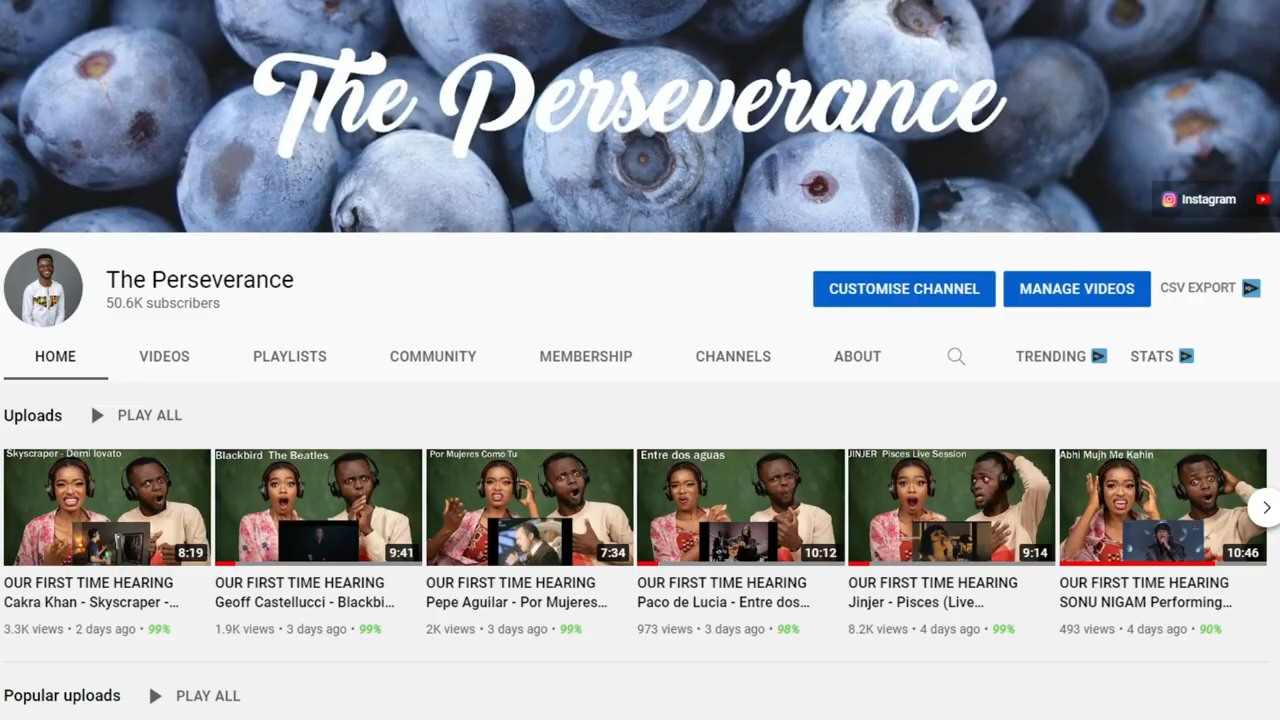 The Perseverance
Instagram
The Perseverance
50.6K subscribers
CUSTOMISE CHANNEL
MANAGE VIDEOS
CSV EXPORT
HOME
VIDEOS
PLAYLISTS
COMMUNITY
MEMBERSHIP
CHANNELS
ABOUT
TRENDING
STATS
Uploads
PLAY ALL
Skyscraper - Demi lovato
8:19
OUR FIRST TIME HEARING
Cakra Khan - Skyscraper -...
3.3K views • 2 days ago • 99%
Blackbird The Beatles
9:41
OUR FIRST TIME HEARING
Geoff Castellucci - Blackbi...
1.9K views • 3 days ago • 99%
Por Mujeres Como Tu
7:34
OUR FIRST TIME HEARING
Pepe Aguilar - Por Mujeres...
2K views • 3 days ago • 99%
Entre dos aguas
10:12
OUR FIRST TIME HEARING
Paco de Lucia - Entre dos...
973 views • 3 days ago • 98%
JINJER Pisces Live Session
9:14
OUR FIRST TIME HEARING
Jinjer - Pisces (Live...
8.2K views • 4 days ago • 99%
Abhi Mujh Me Kahin
10:46
OUR FIRST TIME HEARING
SONU NIGAM Performing...
493 views • 4 days ago • 90%
Popular uploads
PLAY ALL